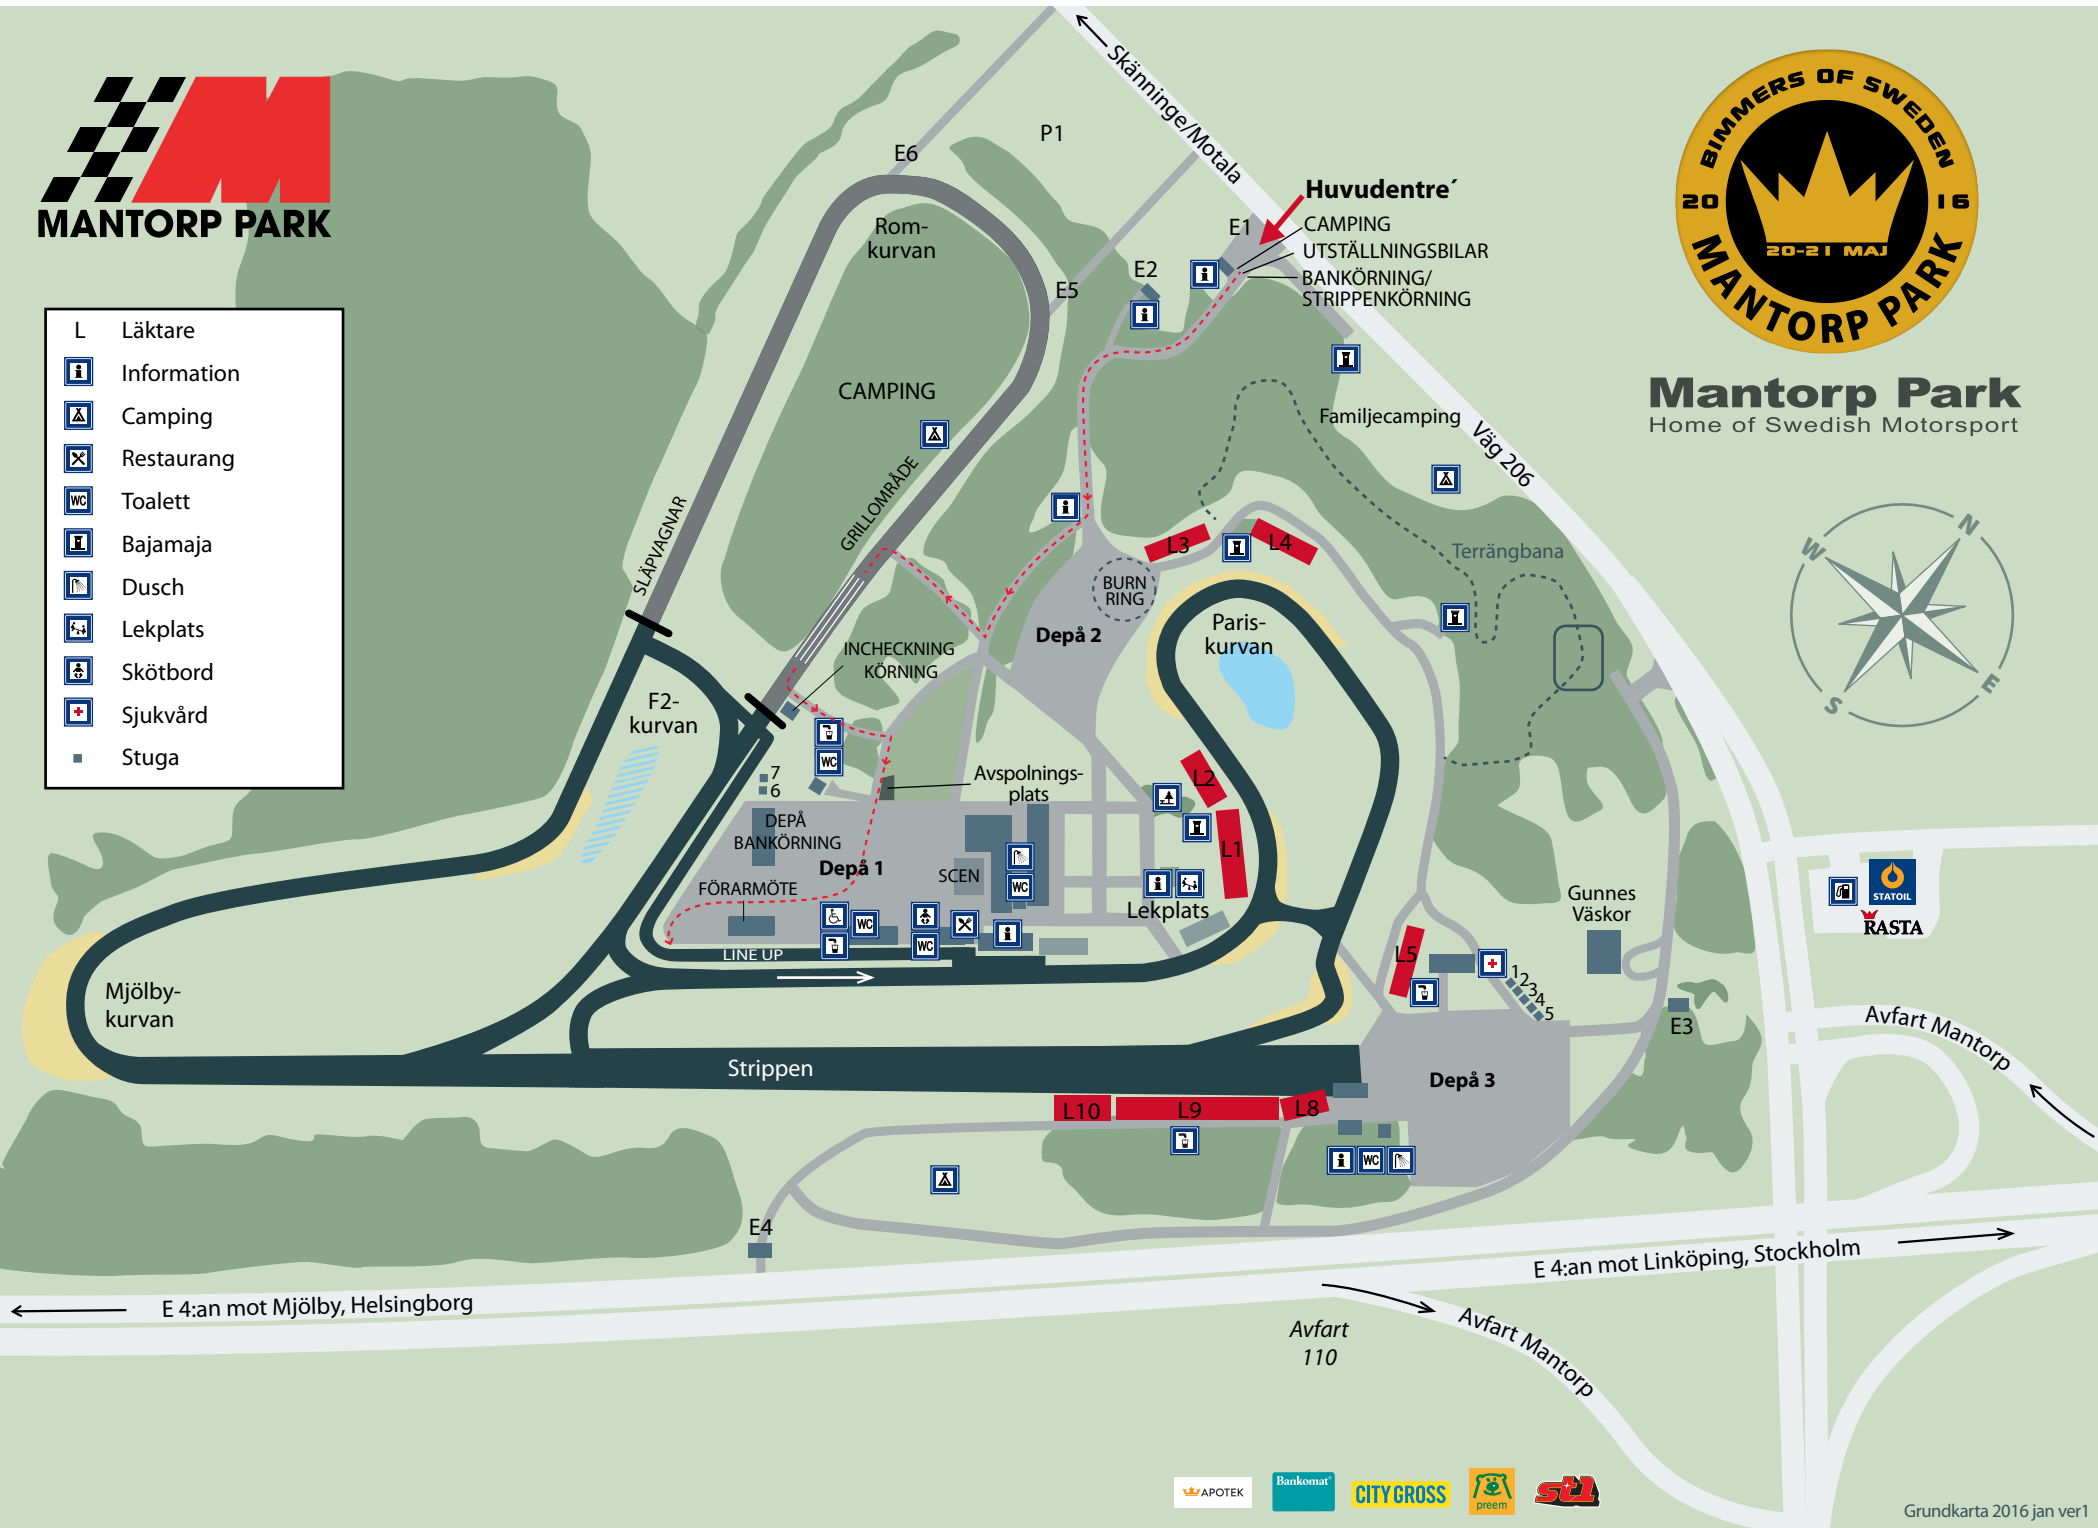 MANTORP PARK
L Läktare
Information
Camping
Restaurang
WC Toalett
Bajamaja
Dusch
Lekplats
Skötbord
Sjukvård
Stuga
BIMMERS OF SWEDEN
20 16
20-21 MAJ
MANTORP PARK
Mantorp Park
Home of Swedish Motorsport
N
W
E
S
Skänninge/Motala
P1
E6
Huvudentre´
E1
CAMPING
UTSTÄLLNINGSBILAR
BANKÖRNING/
STRIPPENKÖRNING
E2
E5
Rom-
kurvan
CAMPING
GRILLOMRÅDE
SLÄPVAGNAR
Familjecamping
Väg 206
Terrängbana
L3
L4
BURN
RING
Depå 2
Paris-
kurvan
INCHECKNING
KÖRNING
F2-
kurvan
WC
7
6
Avspolnings-
plats
L2
L1
DEPÅ
BANKÖRNING
Depå 1
SCEN
WC
FÖRARMÖTE
WC
WC
LINE UP
Lekplats
Gunnes
Väskor
STATOIL
RASTA
L5
1
2
3
4
5
E3
Avfart Mantorp
Mjölby-
kurvan
Strippen
Depå 3
L10
L9
L8
WC
E4
E 4:an mot Linköping, Stockholm
E 4:an mot Mjölby, Helsingborg
Avfart
110
Avfart Mantorp
APOTEK
Bankomat
CITY GROSS
preem
st1
Grundkarta 2016 jan ver1